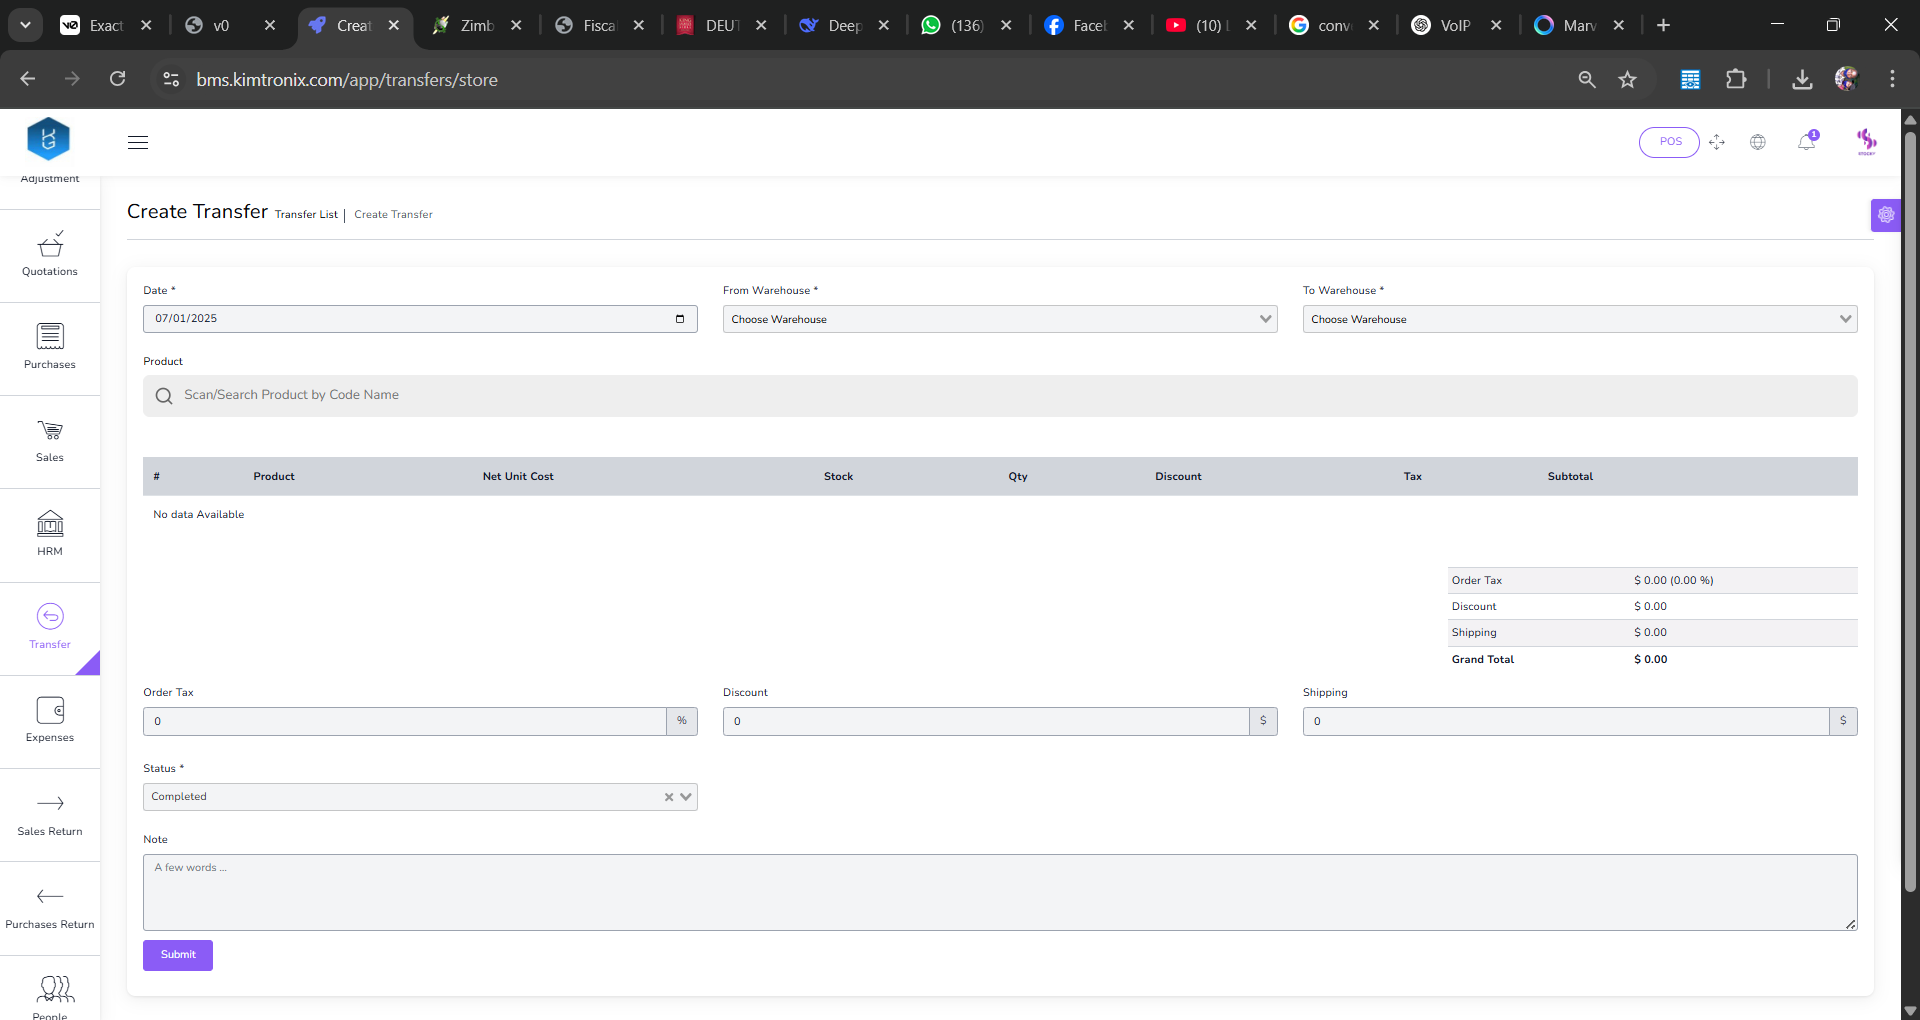 Exact
v0
Creat
Zimb
Fisca
DEUT
Deep
(136)
Facel
(10) L
conv
VoIP
Marv
bms.kimtronix.com/app/transfers/store
POS
1
STOCKY
Adjustment
Quotations
Purchases
Sales
HRM
Transfer
Expenses
Sales Return
Purchases Return
People
Create Transfer Transfer List | Create Transfer
Date * From Warehouse * To Warehouse *
07/01/2025 Choose Warehouse Choose Warehouse
Product
Scan/Search Product by Code Name
# Product Net Unit Cost Stock Qty Discount Tax Subtotal
No data Available
Order Tax $ 0.00 (0.00 %)
Discount $ 0.00
Shipping $ 0.00
Grand Total $ 0.00
Order Tax Discount Shipping
0 % 0 $ 0 $
Status *
Completed
Note
A few words ...
Submit